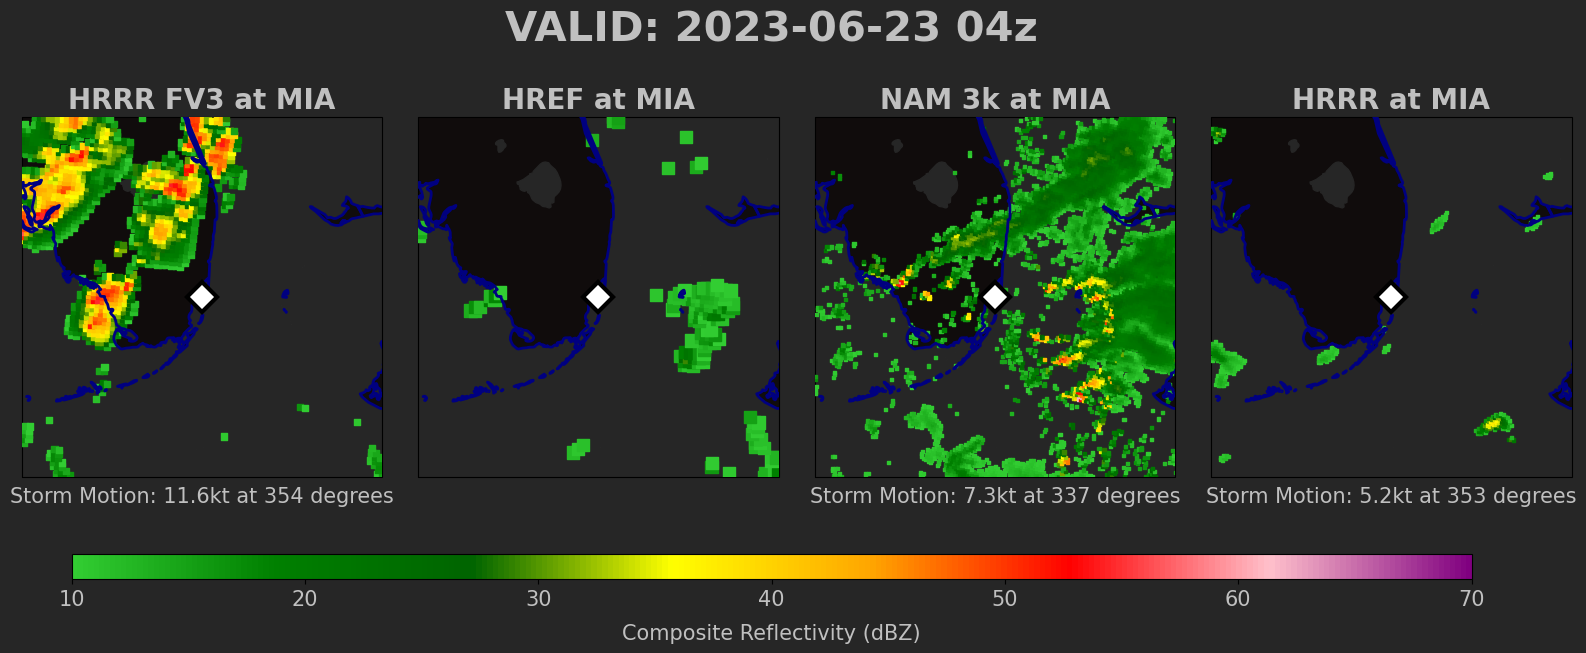 VALID: 2023-06-23 04z
HRRR FV3 at MIA
HREF at MIA
NAM 3k at MIA
HRRR at MIA
Storm Motion: 11.6kt at 354 degrees
Storm Motion: 7.3kt at 337 degrees
Storm Motion: 5.2kt at 353 degrees
10 20 30 40 50 60 70
Composite Reflectivity (dBZ)